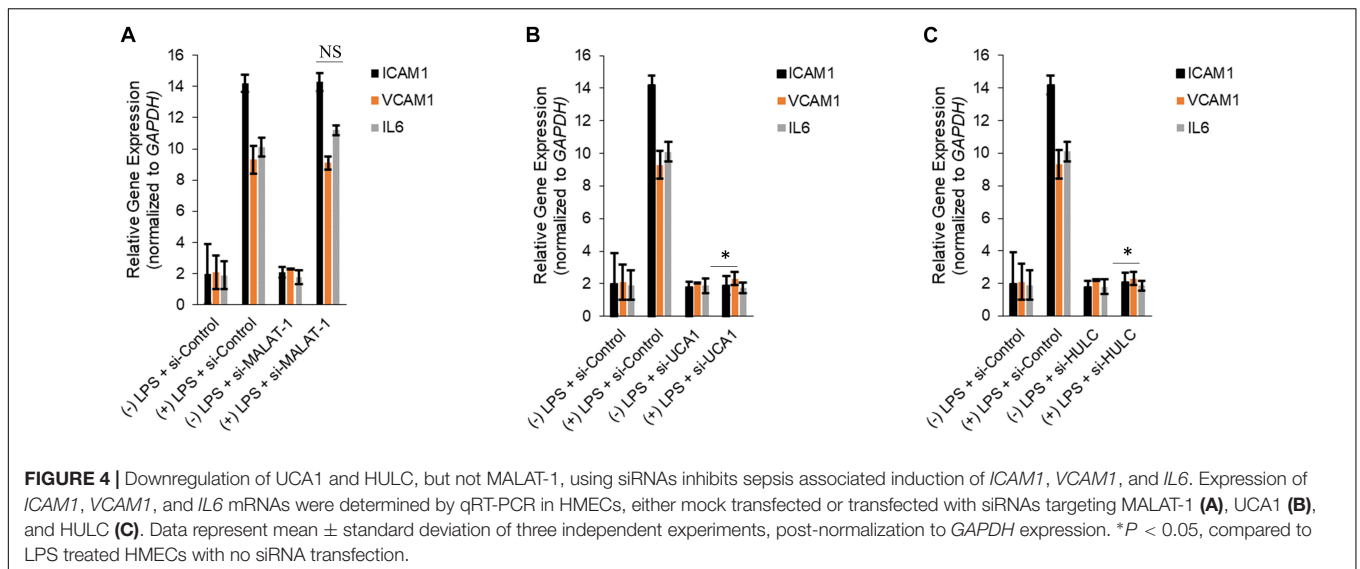 A
B
C
NS
16
14
12
10
8
6
4
2
0
Relative Gene Expression
(normalized to GAPDH)
ICAM1
VCAM1
IL6
(-) LPS + si-Control
(+) LPS + si-Control
(-) LPS + si-MALAT-1
(+) LPS + si-MALAT-1
16
14
12
10
8
6
4
2
0
Relative Gene Expression
(normalized to GAPDH)
ICAM1
VCAM1
IL6
*
(-) LPS + si-Control
(+) LPS + si-Control
(-) LPS + si-UCA1
(+) LPS + si-UCA1
16
14
12
10
8
6
4
2
0
Relative Gene Expression
(normalized to GAPDH)
ICAM1
VCAM1
IL6
*
(-) LPS + si-Control
(+) LPS + si-Control
(-) LPS + si-HULC
(+) LPS + si-HULC
FIGURE 4 | Downregulation of UCA1 and HULC, but not MALAT-1, using siRNAs inhibits sepsis associated induction of ICAM1, VCAM1, and IL6. Expression of
ICAM1, VCAM1, and IL6 mRNAs were determined by qRT-PCR in HMECs, either mock transfected or transfected with siRNAs targeting MALAT-1 (A), UCA1 (B),
and HULC (C). Data represent mean ± standard deviation of three independent experiments, post-normalization to GAPDH expression. *P < 0.05, compared to
LPS treated HMECs with no siRNA transfection.